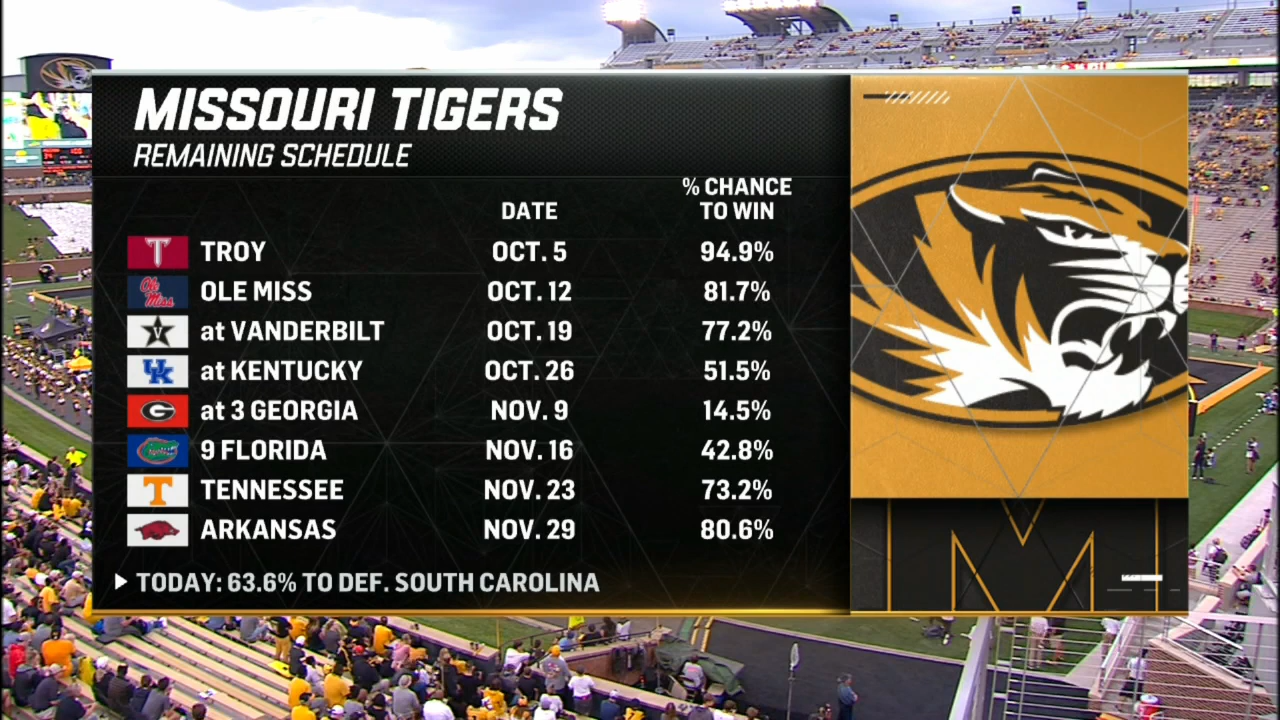 MISSOURI TIGERS
REMAINING SCHEDULE
DATE % CHANCE TO WIN
TROY OCT. 5 94.9%
Ole Miss OLE MISS OCT. 12 81.7%
V at VANDERBILT OCT. 19 77.2%
UK at KENTUCKY OCT. 26 51.5%
G at 3 GEORGIA NOV. 9 14.5%
9 FLORIDA NOV. 16 42.8%
T TENNESSEE NOV. 23 73.2%
ARKANSAS NOV. 29 80.6%
TODAY: 63.6% TO DEF. SOUTH CAROLINA
M